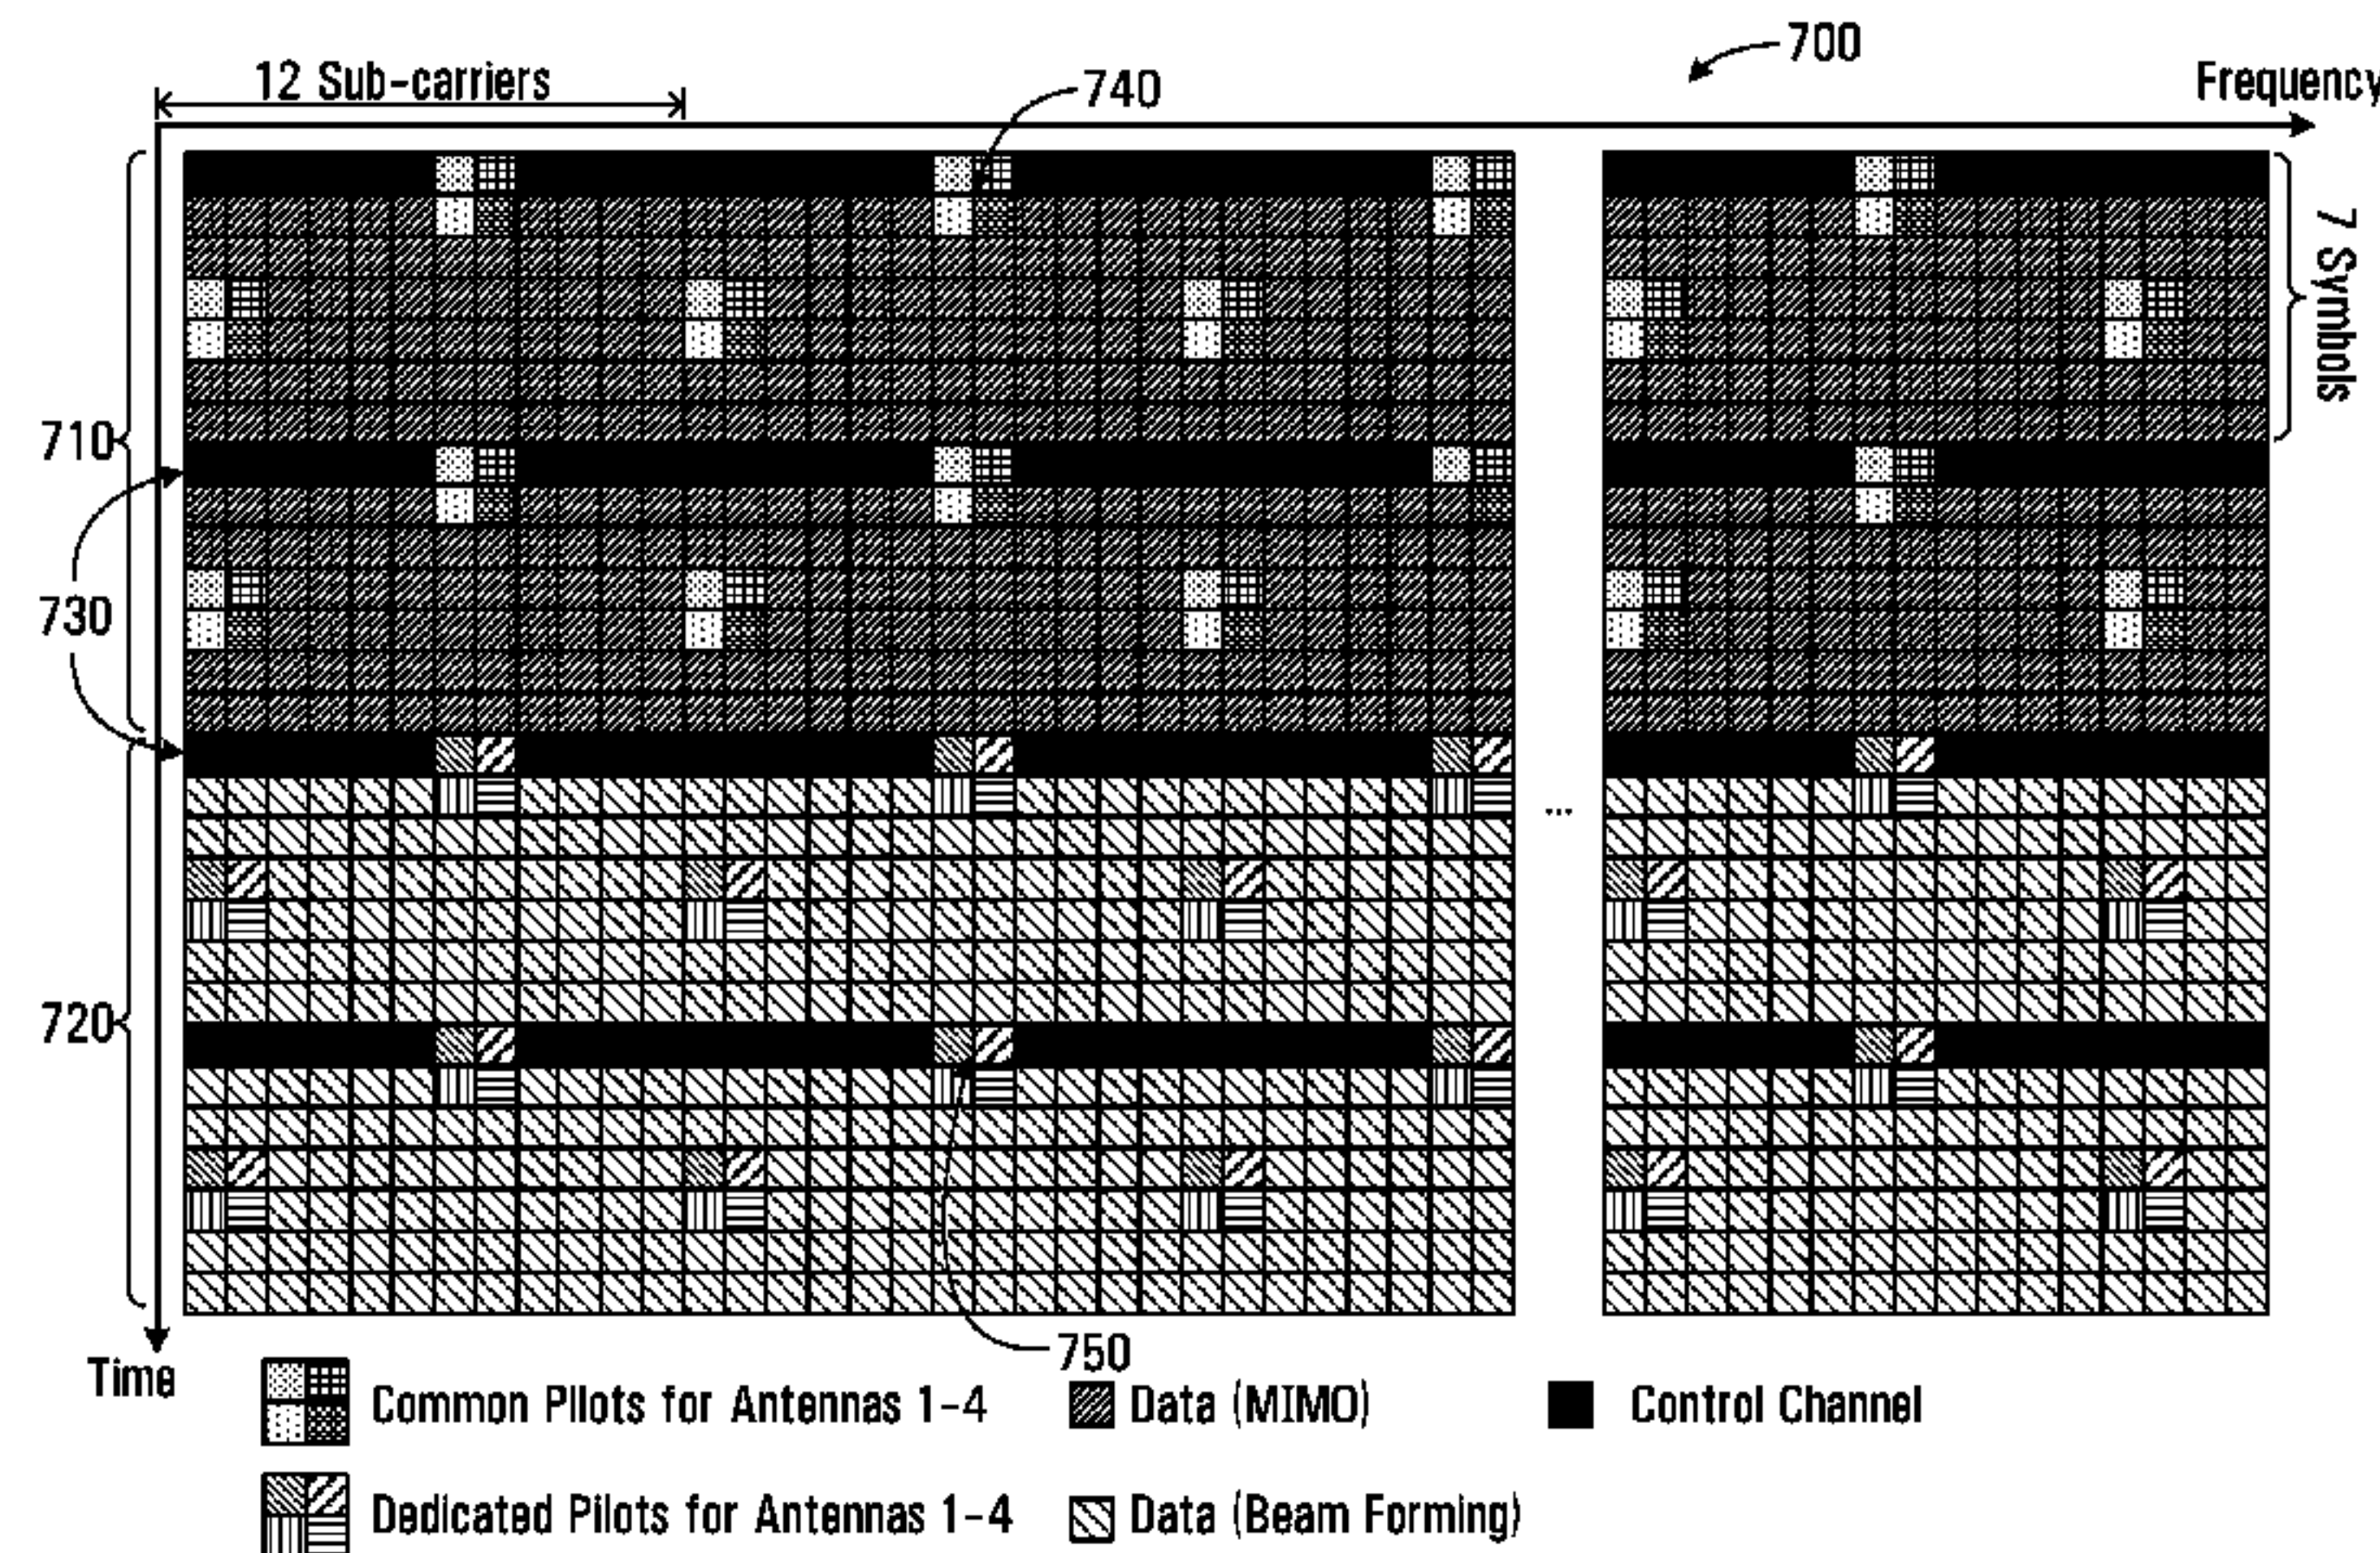 700
12 Sub-carriers
740
Frequency
7 Symbols
710
730
720
...
750
Time
Common Pilots for Antennas 1-4
Data (MIMO)
Control Channel
Dedicated Pilots for Antennas 1-4
Data (Beam Forming)